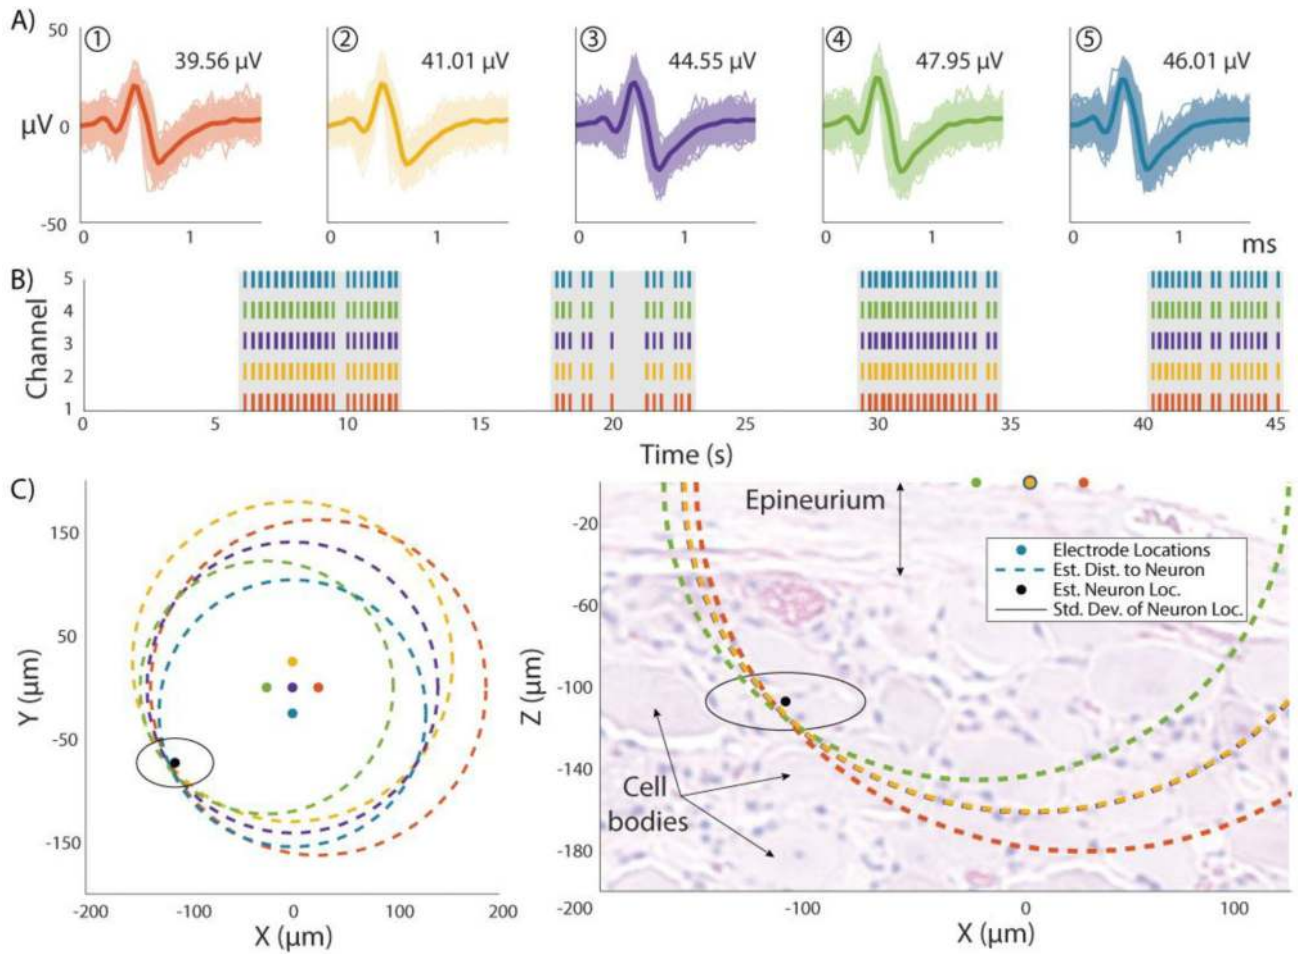 A)
50
μV 0
-50
① 39.56 μV
② 41.01 μV
③ 44.55 μV
④ 47.95 μV
⑤ 46.01 μV
0 1 0 1 0 1 0 1 0 1 ms
B)
Channel
5
4
3
2
1
0 5 10 15 20 25 30 35 40 45
Time (s)
C)
Y (μm)
150
50
-50
-150
-200 -100 0 100 200
X (μm)
Z (μm)
-20
-60
-100
-140
-180
-200 -100 0 100
X (μm)
Epineurium
Electrode Locations
Est. Dist. to Neuron
Est. Neuron Loc.
Std. Dev. of Neuron Loc.
Cell
bodies